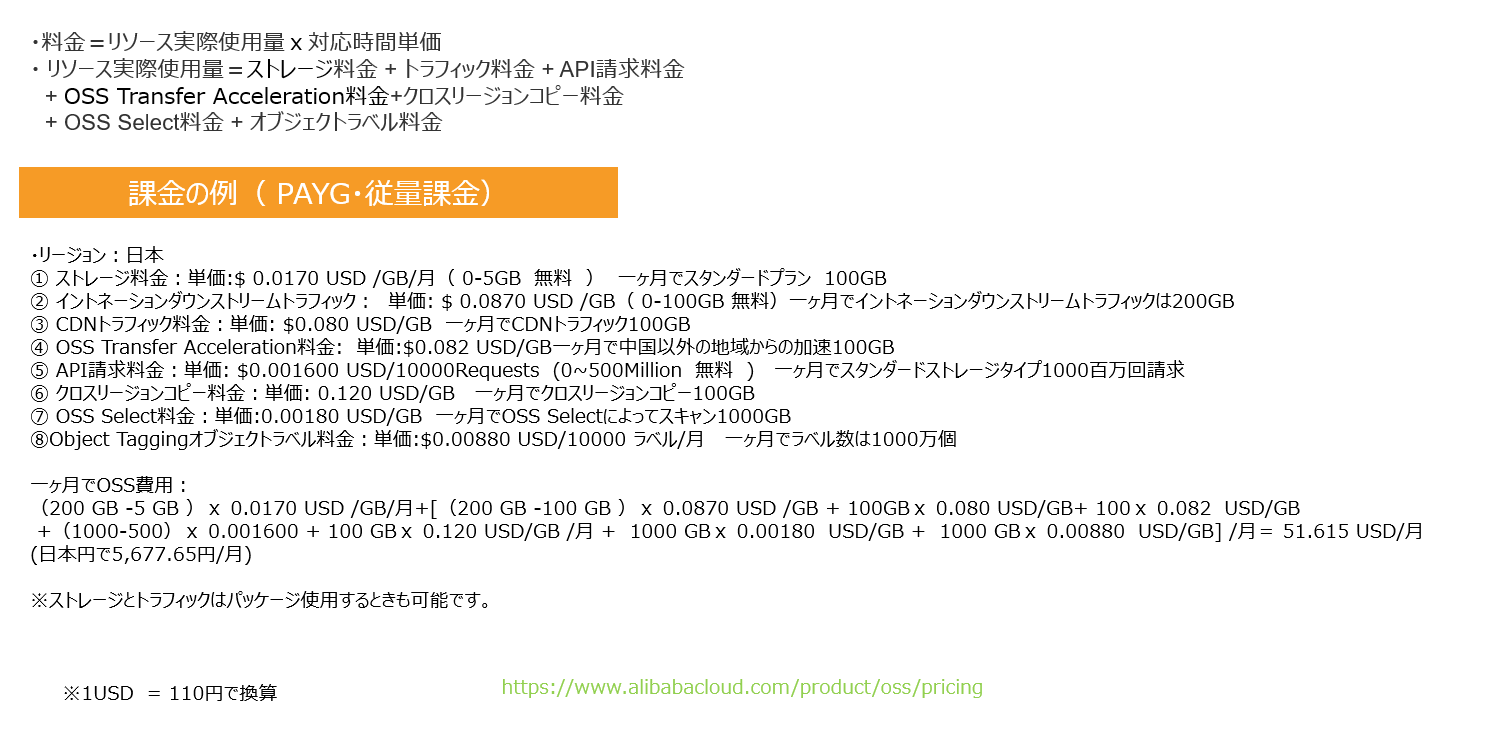 ・料金＝リソース実際使用量ｘ対応時間単価
・ リソース実際使用量＝ストレージ料金 + トラフィック料金 + API請求料金
+ OSS Transfer Acceleration料金+クロスリージョンコピー料金
+ OSS Select料金 + オブジェクトラベル料金
課金の例（ PAYG・従量課金）
・リージョン：日本
① ストレージ料金：単価:$ 0.0170 USD /GB/月（ 0-5GB 無料 ） 一ヶ月でスタンダードプラン 100GB
② イントネーションダウンストリームトラフィック： 単価: $ 0.0870 USD /GB（ 0-100GB 無料）一ヶ月でイントネーションダウンストリームトラフィックは200GB
③ CDNトラフィック料金：単価: $0.080 USD/GB 一ヶ月でCDNトラフィック100GB
④ OSS Transfer Acceleration料金: 単価:$0.082 USD/GB一ヶ月で中国以外の地域からの加速100GB
⑤ API請求料金：単価: $0.001600 USD/10000Requests (0~500Million 無料 ) 一ヶ月でスタンダードストレージタイプ1000百万回請求
⑥ クロスリージョンコピー料金：単価: 0.120 USD/GB 一ヶ月でクロスリージョンコピー100GB
⑦ OSS Select料金：単価:0.00180 USD/GB 一ヶ月でOSS Selectによってスキャン1000GB
⑧Object Taggingオブジェクトラベル料金：単価:$0.00880 USD/10000 ラベル/月 一ヶ月でラベル数は1000万個
一ヶ月でOSS費用：
（200 GB -5 GB ）ｘ 0.0170 USD /GB/月+[（200 GB -100 GB ）ｘ 0.0870 USD /GB + 100GBｘ 0.080 USD/GB+ 100ｘ 0.082 USD/GB
+（1000-500）ｘ 0.001600 + 100 GBｘ 0.120 USD/GB /月 + 1000 GBｘ 0.00180 USD/GB + 1000 GBｘ 0.00880 USD/GB] /月＝ 51.615 USD/月
(日本円で5,677.65円/月)
※ストレージとトラフィックはパッケージ使用するときも可能です。
※1USD = 110円で換算
https://www.alibabacloud.com/product/oss/pricing